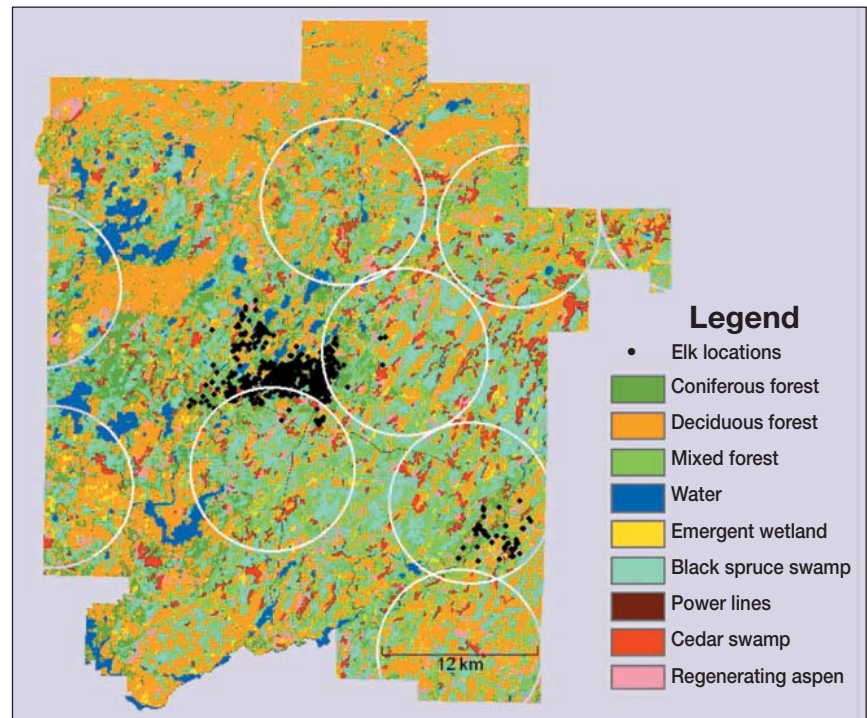 Legend
Elk locations
Coniferous forest
Deciduous forest
Mixed forest
Water
Emergent wetland
Black spruce swamp
Power lines
Cedar swamp
Regenerating aspen
12 km